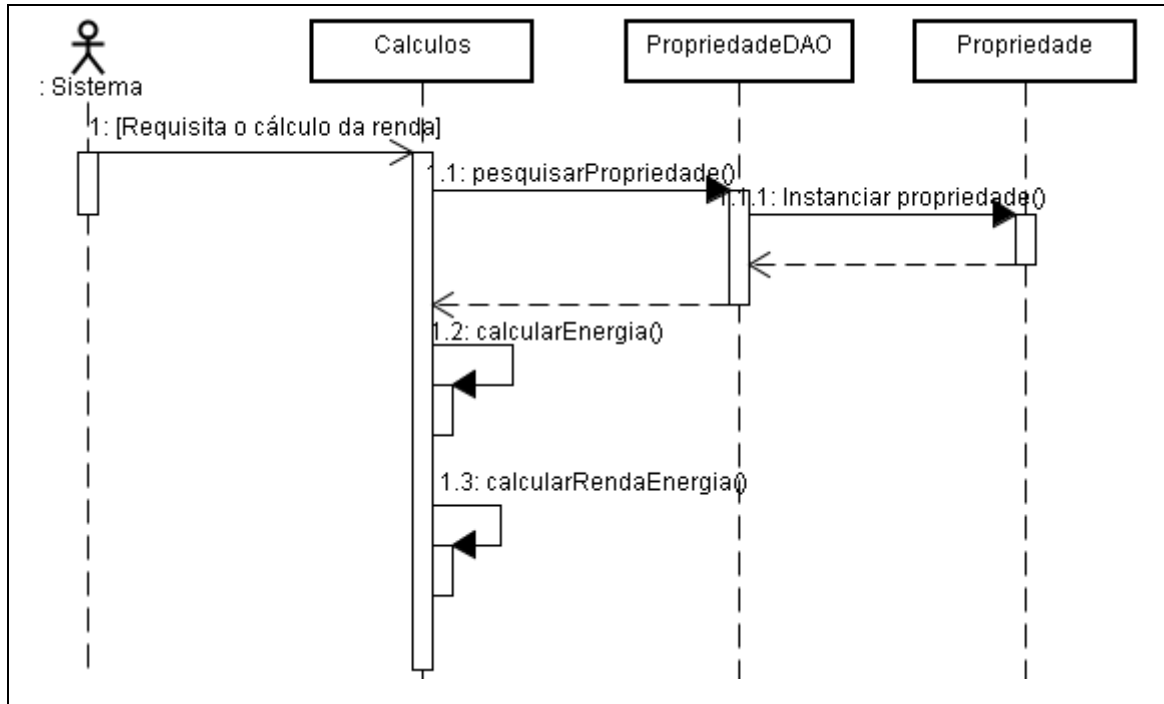 Calculos
PropriedadeDAO
Propriedade
: Sistema
1: [Requisita o cálculo da renda]
1.1: pesquisarPropriedade()
1.1.1: Instanciar propriedade()
1.2: calcularEnergia()
1.3: calcularRendaEnergia()